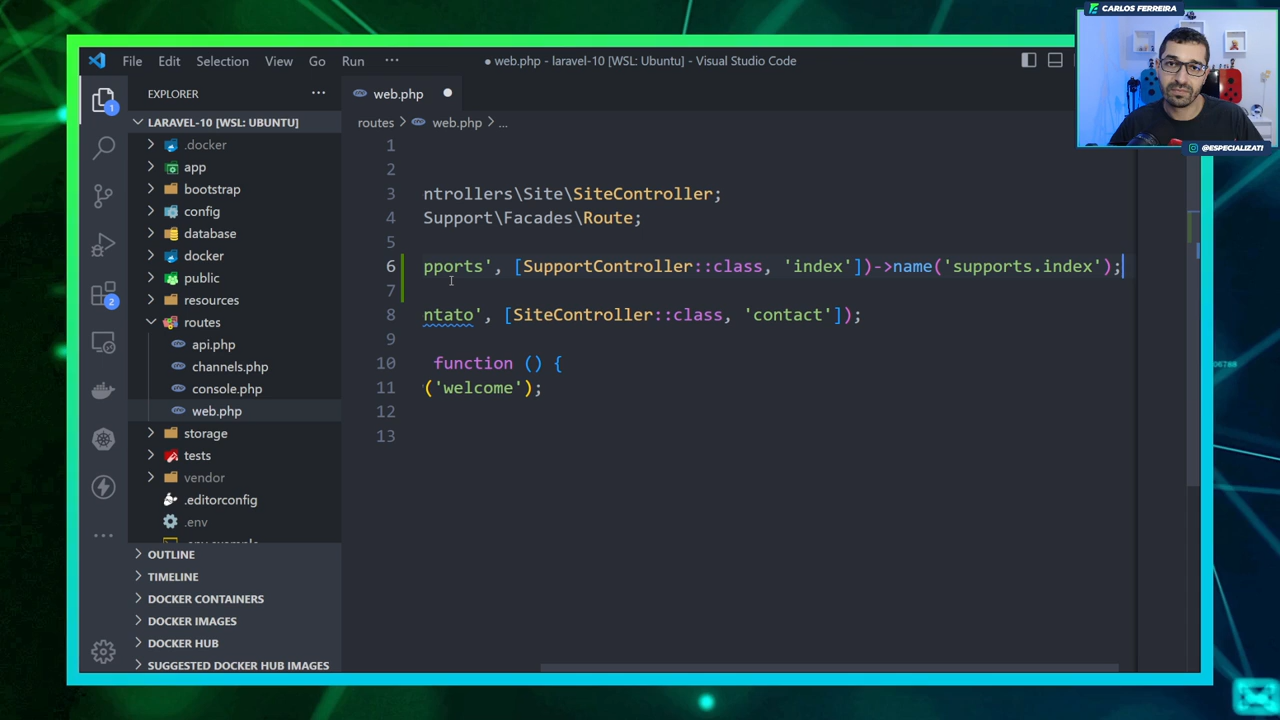 CARLOS FERREIRA
File Edit Selection View Go Run ···
● web.php - laravel-10 [WSL: Ubuntu] - Visual Studio Code
EXPLORER ···
web.php
LARAVEL-10 [WSL: UBUNTU]
routes > web.php > ...
@ESPECIALIZATI
.docker
app
bootstrap
config
database
docker
public
resources
routes
api.php
channels.php
console.php
web.php
storage
tests
vendor
.editorconfig
.env
OUTLINE
TIMELINE
DOCKER CONTAINERS
DOCKER IMAGES
DOCKER HUB
SUGGESTED DOCKER HUB IMAGES
1
2
1
2
3 ntrollers\Site\SiteController;
4 Support\Facades\Route;
5
6 pports', [SupportController::class, 'index'])->name('supports.index');
7
8 ntato', [SiteController::class, 'contact']);
9
10 function () {
11 ('welcome');
12
13